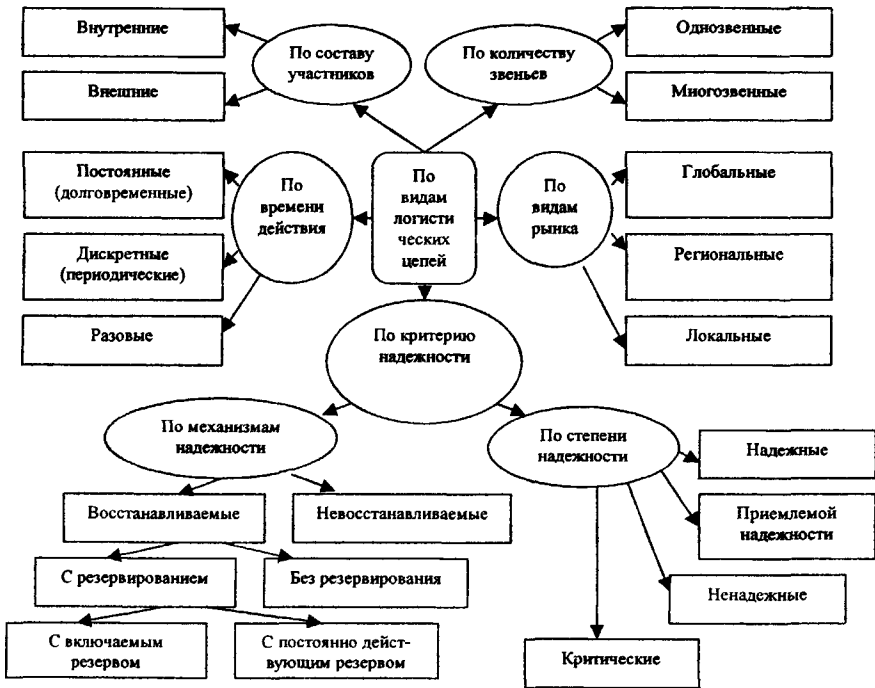 Внутренние
Внешние
По составу
участников
По количеству
звеньев
Однозвенные
Многозвенные
Постоянные
(долговременные)
Дискретные
(периодические)
Разовые
По
времени
действия
По
видам
логисти
ческих
цепей
По
видам
рынка
Глобальные
Региональные
Локальные
По критерию
надежности
По механизмам
надежности
По степени
надежности
Надежные
Приемлемой
надежности
Ненадежные
Критические
Восстанавливаемые
Невосстанавливаемые
С резервированием
Без резервирования
С включаемым
резервом
С постоянно дейст-
вующим резервом